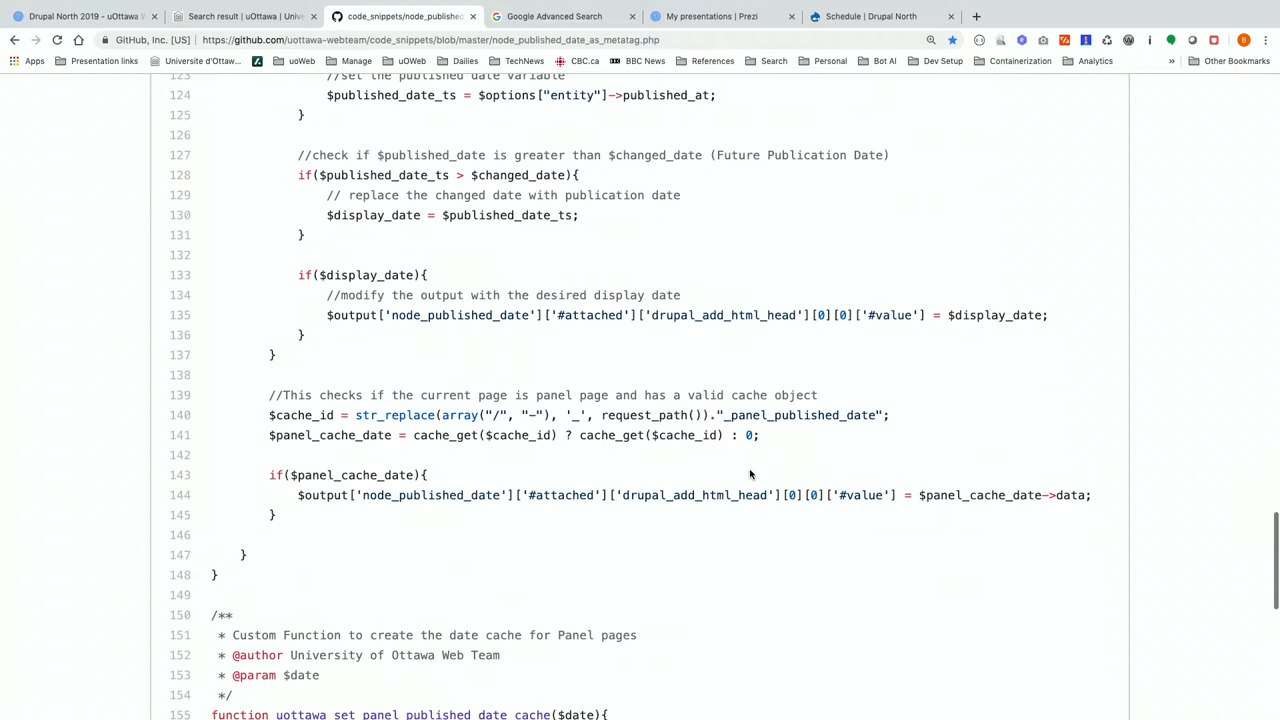 Drupal North 2019 - uOttawa W
Search result | uOttawa | Unive
code_snippets/node_published
Google Advanced Search
My presentations | Prezi
Schedule | Drupal North
GitHub, Inc. [US] | https://github.com/uottawa-webteam/code_snippets/blob/master/node_published_date_as_metatag.php
Apps Presentation links Universite d'Ottaw... uoWeb Manage uOWeb Dailies TechNews CBC.ca BBC News References Search Personal Bot AI Dev Setup Containerization Analytics » Other Bookmarks
123 //set the published date variable
124 $published_date_ts = $options["entity"]->published_at;
125 }
126
127 //check if $published_date is greater than $changed_date (Future Publication Date)
128 if($published_date_ts > $changed_date){
129 // replace the changed date with publication date
130 $display_date = $published_date_ts;
131 }
132
133 if($display_date){
134 //modify the output with the desired display date
135 $output['node_published_date']['#attached']['drupal_add_html_head'][0][0]['#value'] = $display_date;
136 }
137 }
138
139 //This checks if the current page is panel page and has a valid cache object
140 $cache_id = str_replace(array("/", "-"), '_', request_path())."_panel_published_date";
141 $panel_cache_date = cache_get($cache_id) ? cache_get($cache_id) : 0;
142
143 if($panel_cache_date){
144 $output['node_published_date']['#attached']['drupal_add_html_head'][0][0]['#value'] = $panel_cache_date->data;
145 }
146
147 }
148 }
149
150 /**
151 * Custom Function to create the date cache for Panel pages
152 * @author University of Ottawa Web Team
153 * @param $date
154 */
155 function uottawa_set_panel_published_date_cache($date){